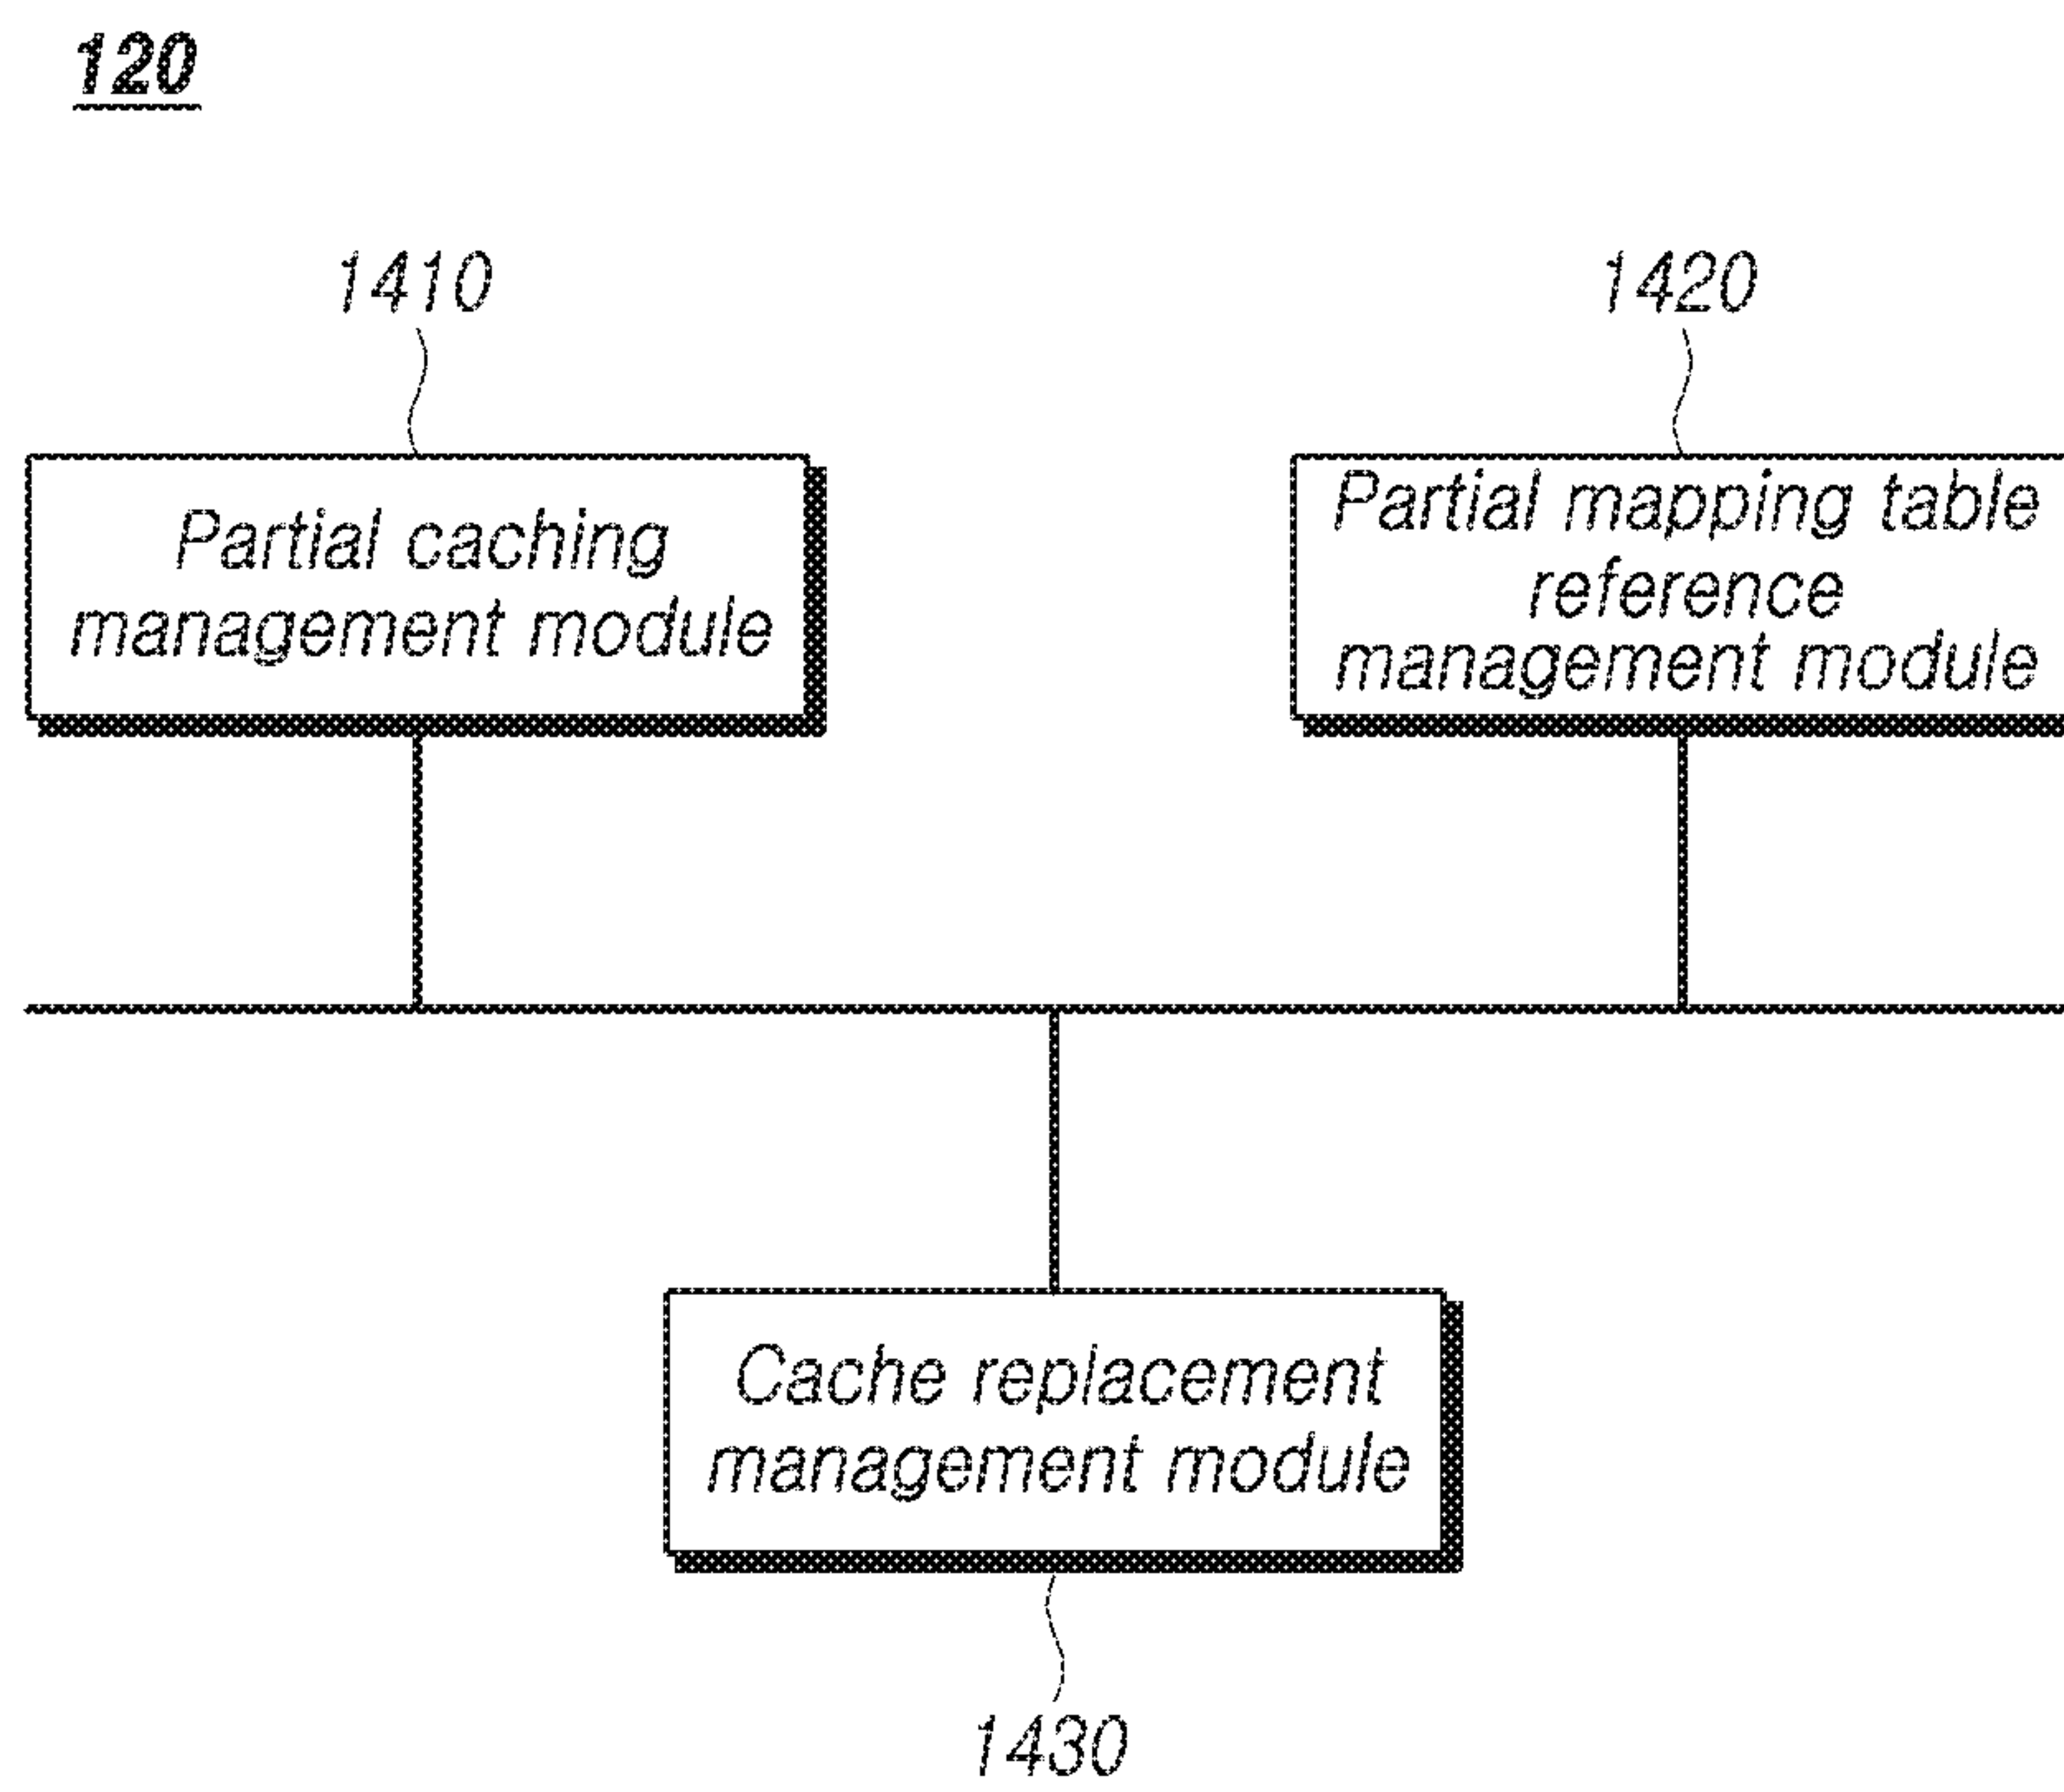 120
1410
1420
Partial caching
management module
Partial mapping table
reference
management module
Cache replacement
management module
1430